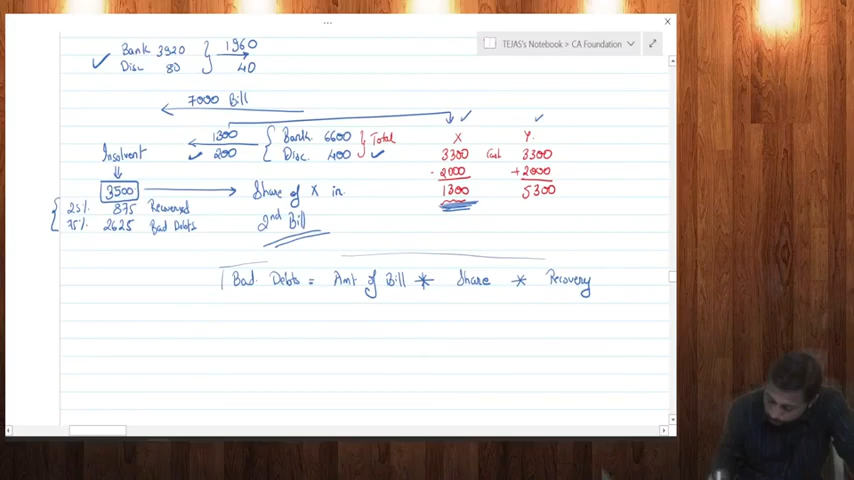 TEJAS's Notebook > CA Foundation
Bank 3920 1960
Disc 80 40
7000 Bill
1300 Bank 6600 Total X Y.
Insolvent 200 Disc. 400 3300 Cash 3300
- 2000 + 2000
3500 Share of X in 1300 5300
25% 875 Recovered 2nd Bill
75% 2625 Bad Debts
Bad Debts = Amt of Bill * Share * Recovery